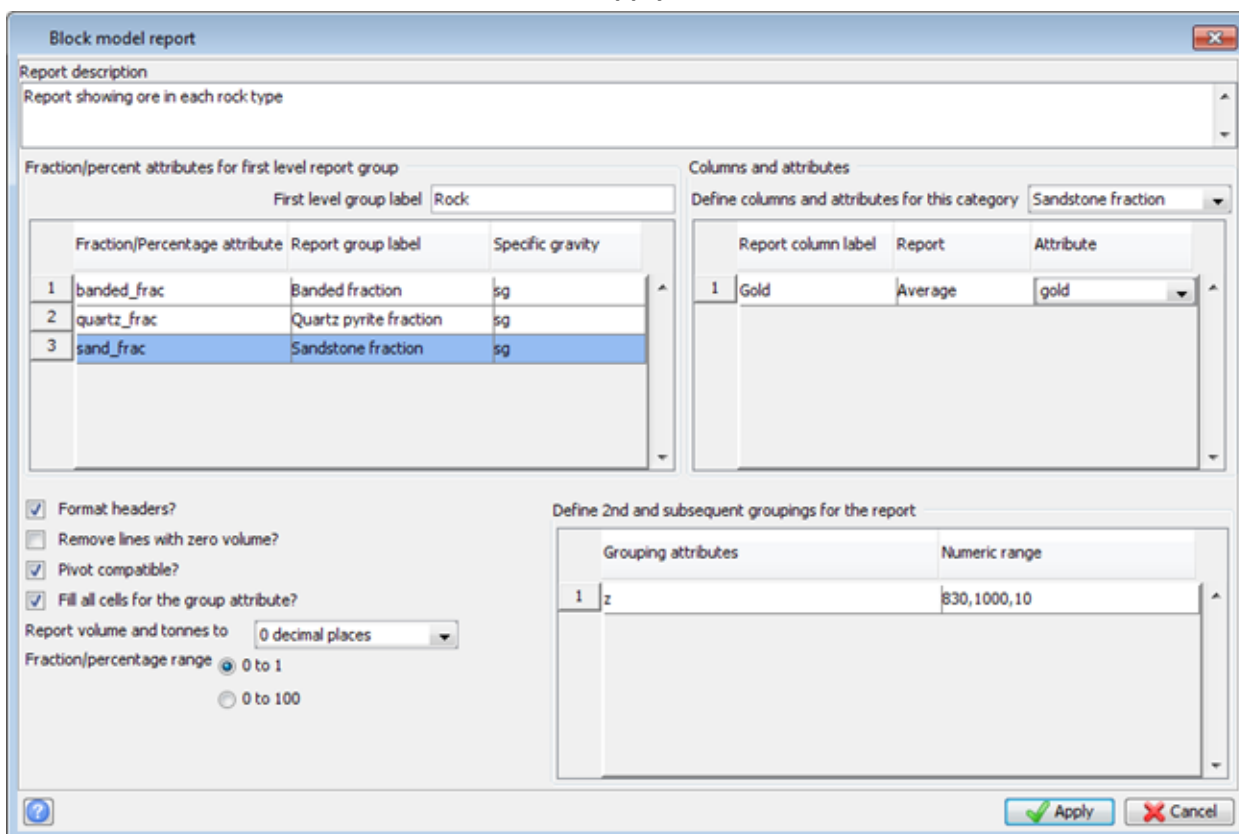 Block model report
Report description
Report showing ore in each rock type
Fraction/percent attributes for first level report group
First level group label Rock
Fraction/Percentage attribute Report group label Specific gravity
1 banded_frac Banded fraction sg
2 quartz_frac Quartz pyrite fraction sg
3 sand_frac Sandstone fraction sg
Columns and attributes
Define columns and attributes for this category Sandstone fraction
Report column label Report Attribute
1 Gold Average gold
Format headers?
Remove lines with zero volume?
Pivot compatible?
Fill all cells for the group attribute?
Report volume and tonnes to 0 decimal places
Fraction/percentage range 0 to 1
0 to 100
Define 2nd and subsequent groupings for the report
Grouping attributes Numeric range
1 z 830,1000,10
Apply Cancel